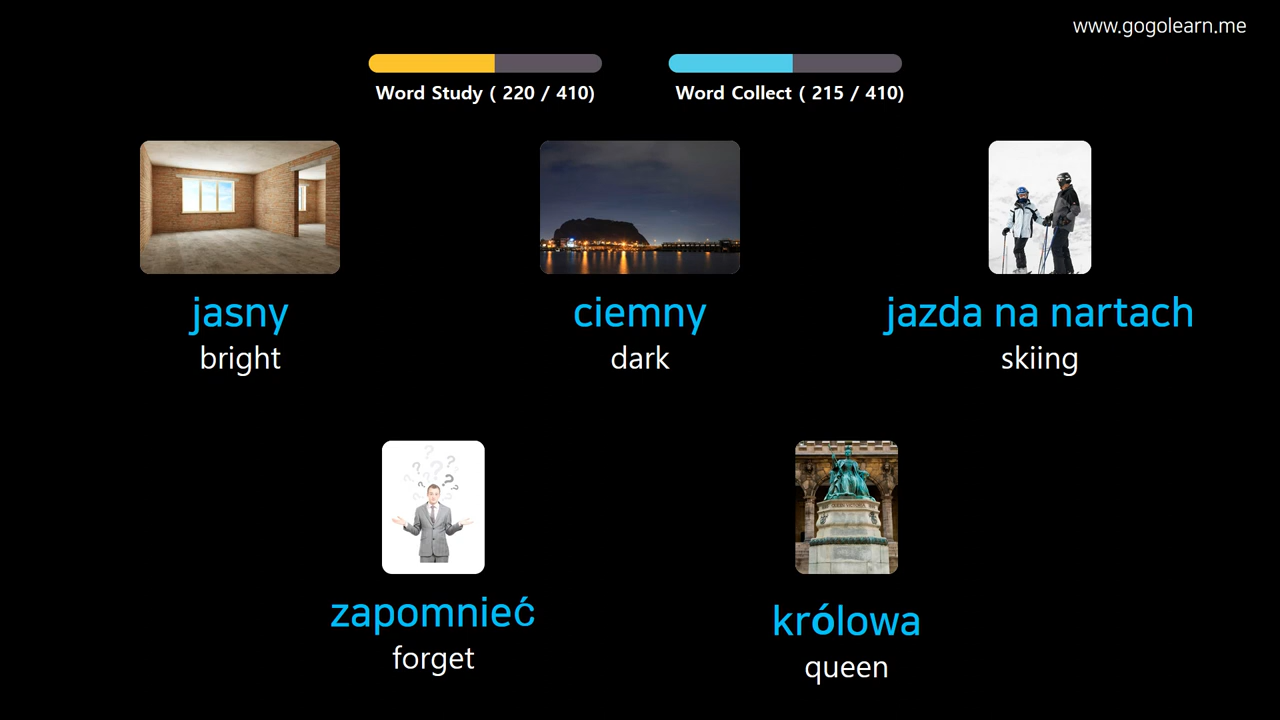 www.gogolearn.me
Word Study ( 220 / 410)
Word Collect ( 215 / 410)
jasny
bright
ciemny
dark
jazda na nartach
skiing
zapomnieć
forget
królowa
queen